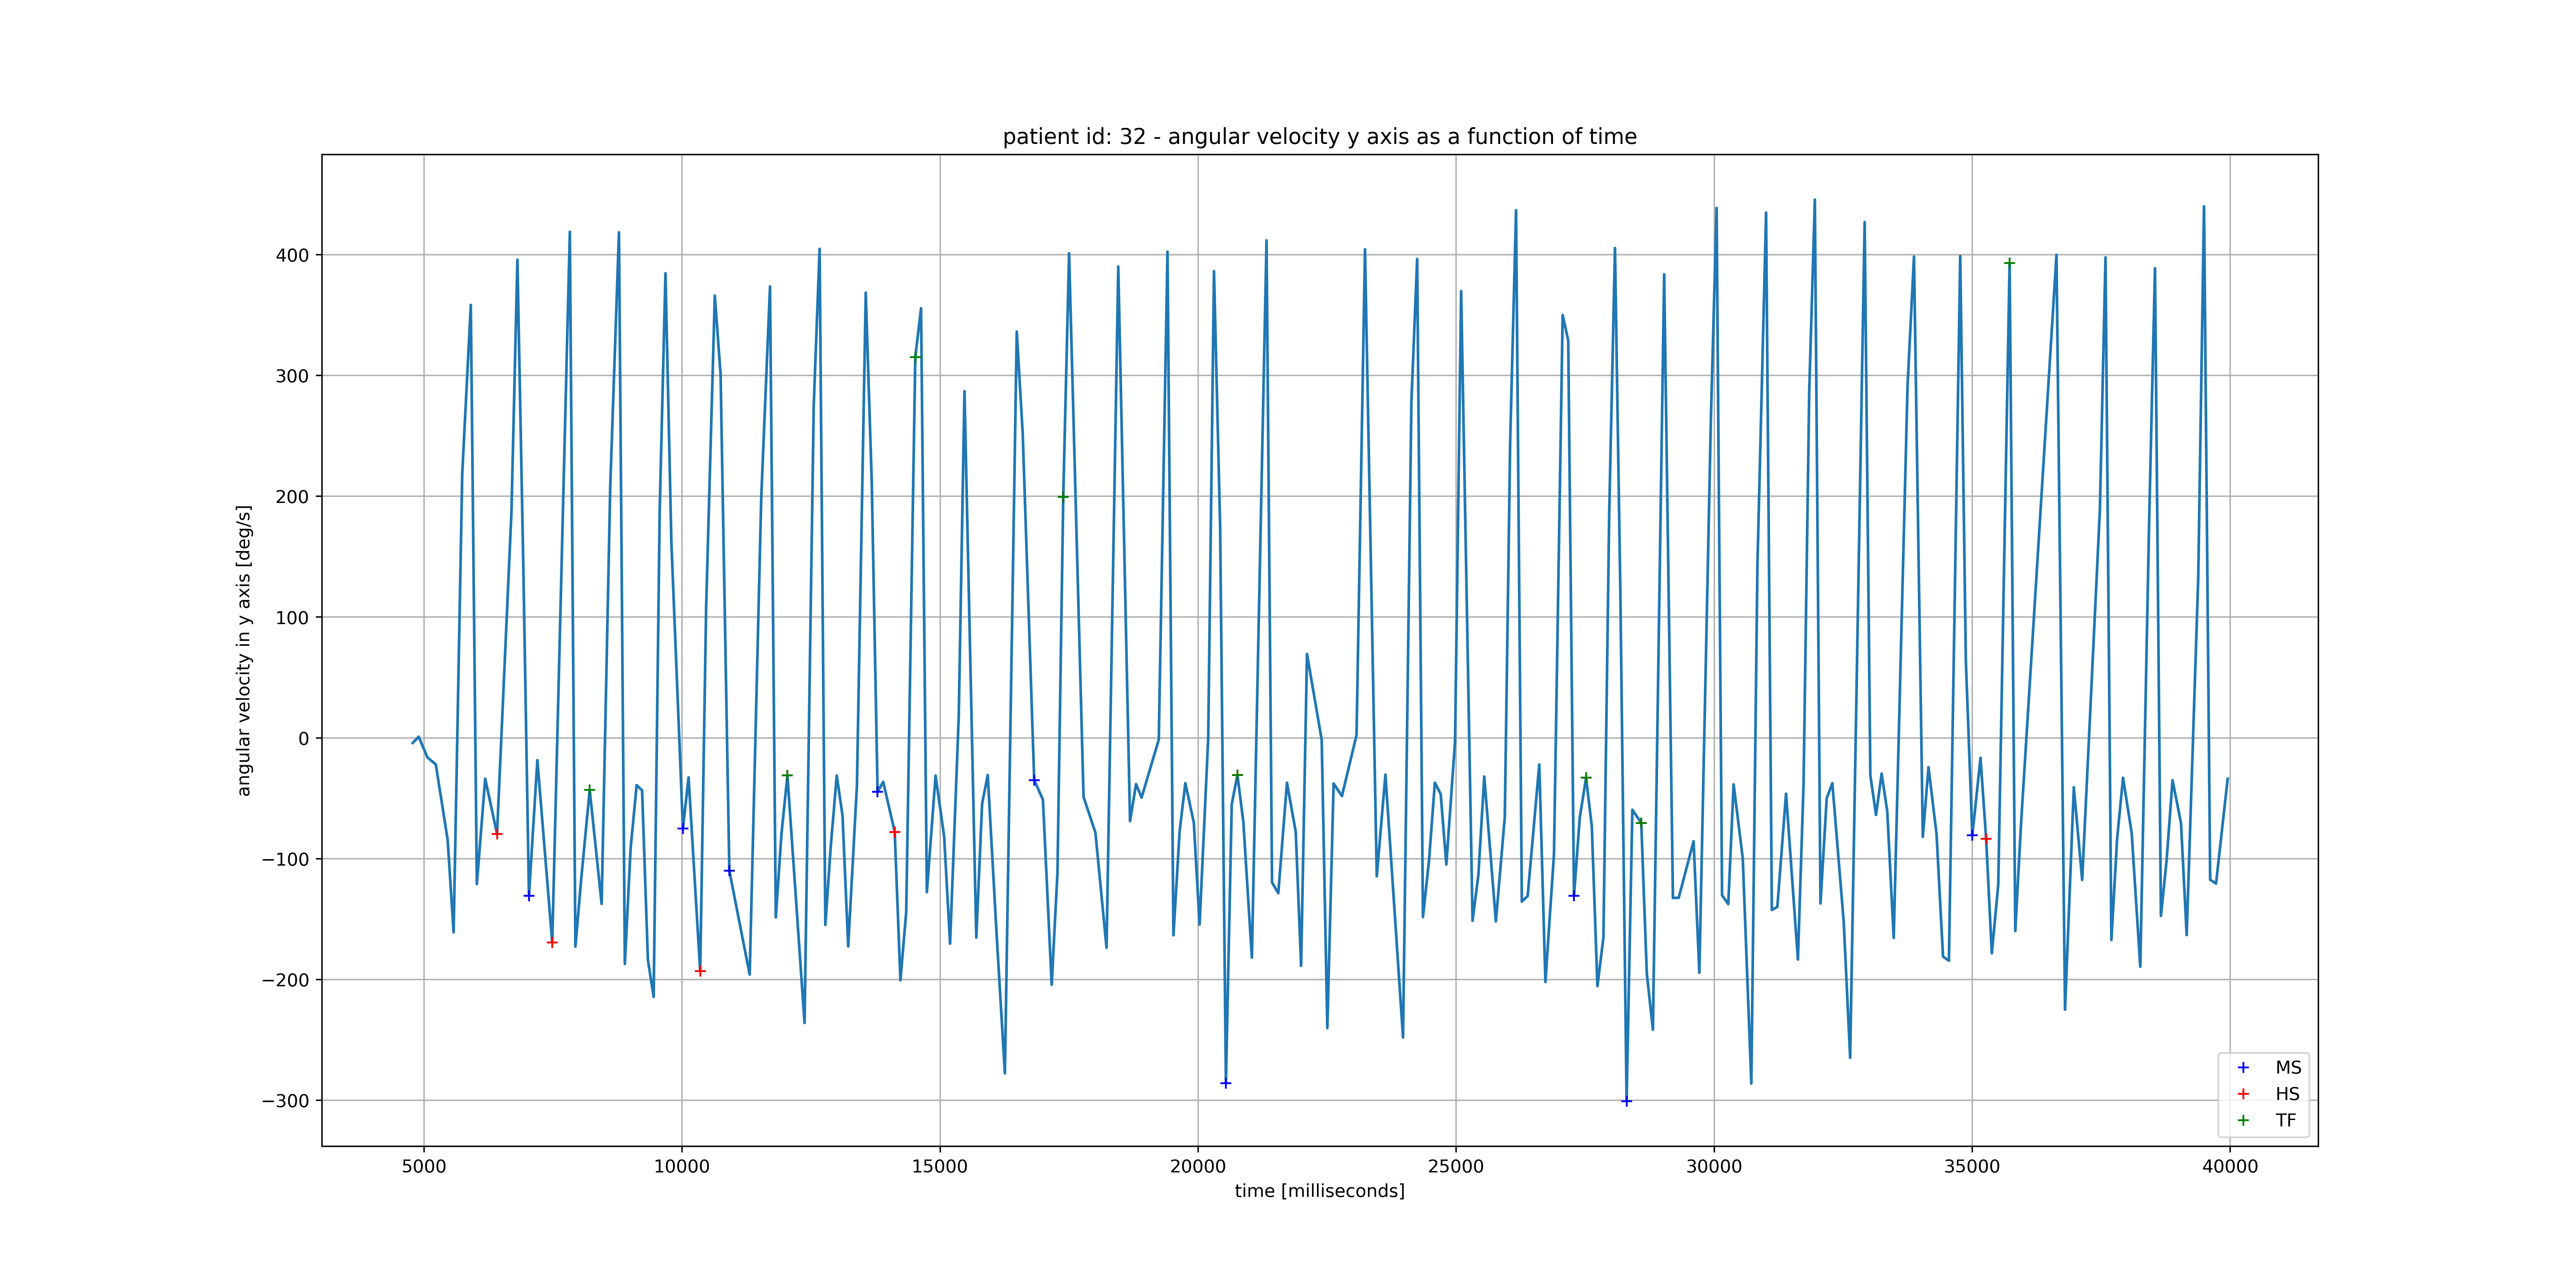 patient id: 32 - angular velocity y axis as a function of time
angular velocity in y axis [deg/s]
400
300
200
100
0
−100
−200
−300
5000
10000
15000
20000
25000
30000
35000
40000
time [milliseconds]
MS
HS
TF